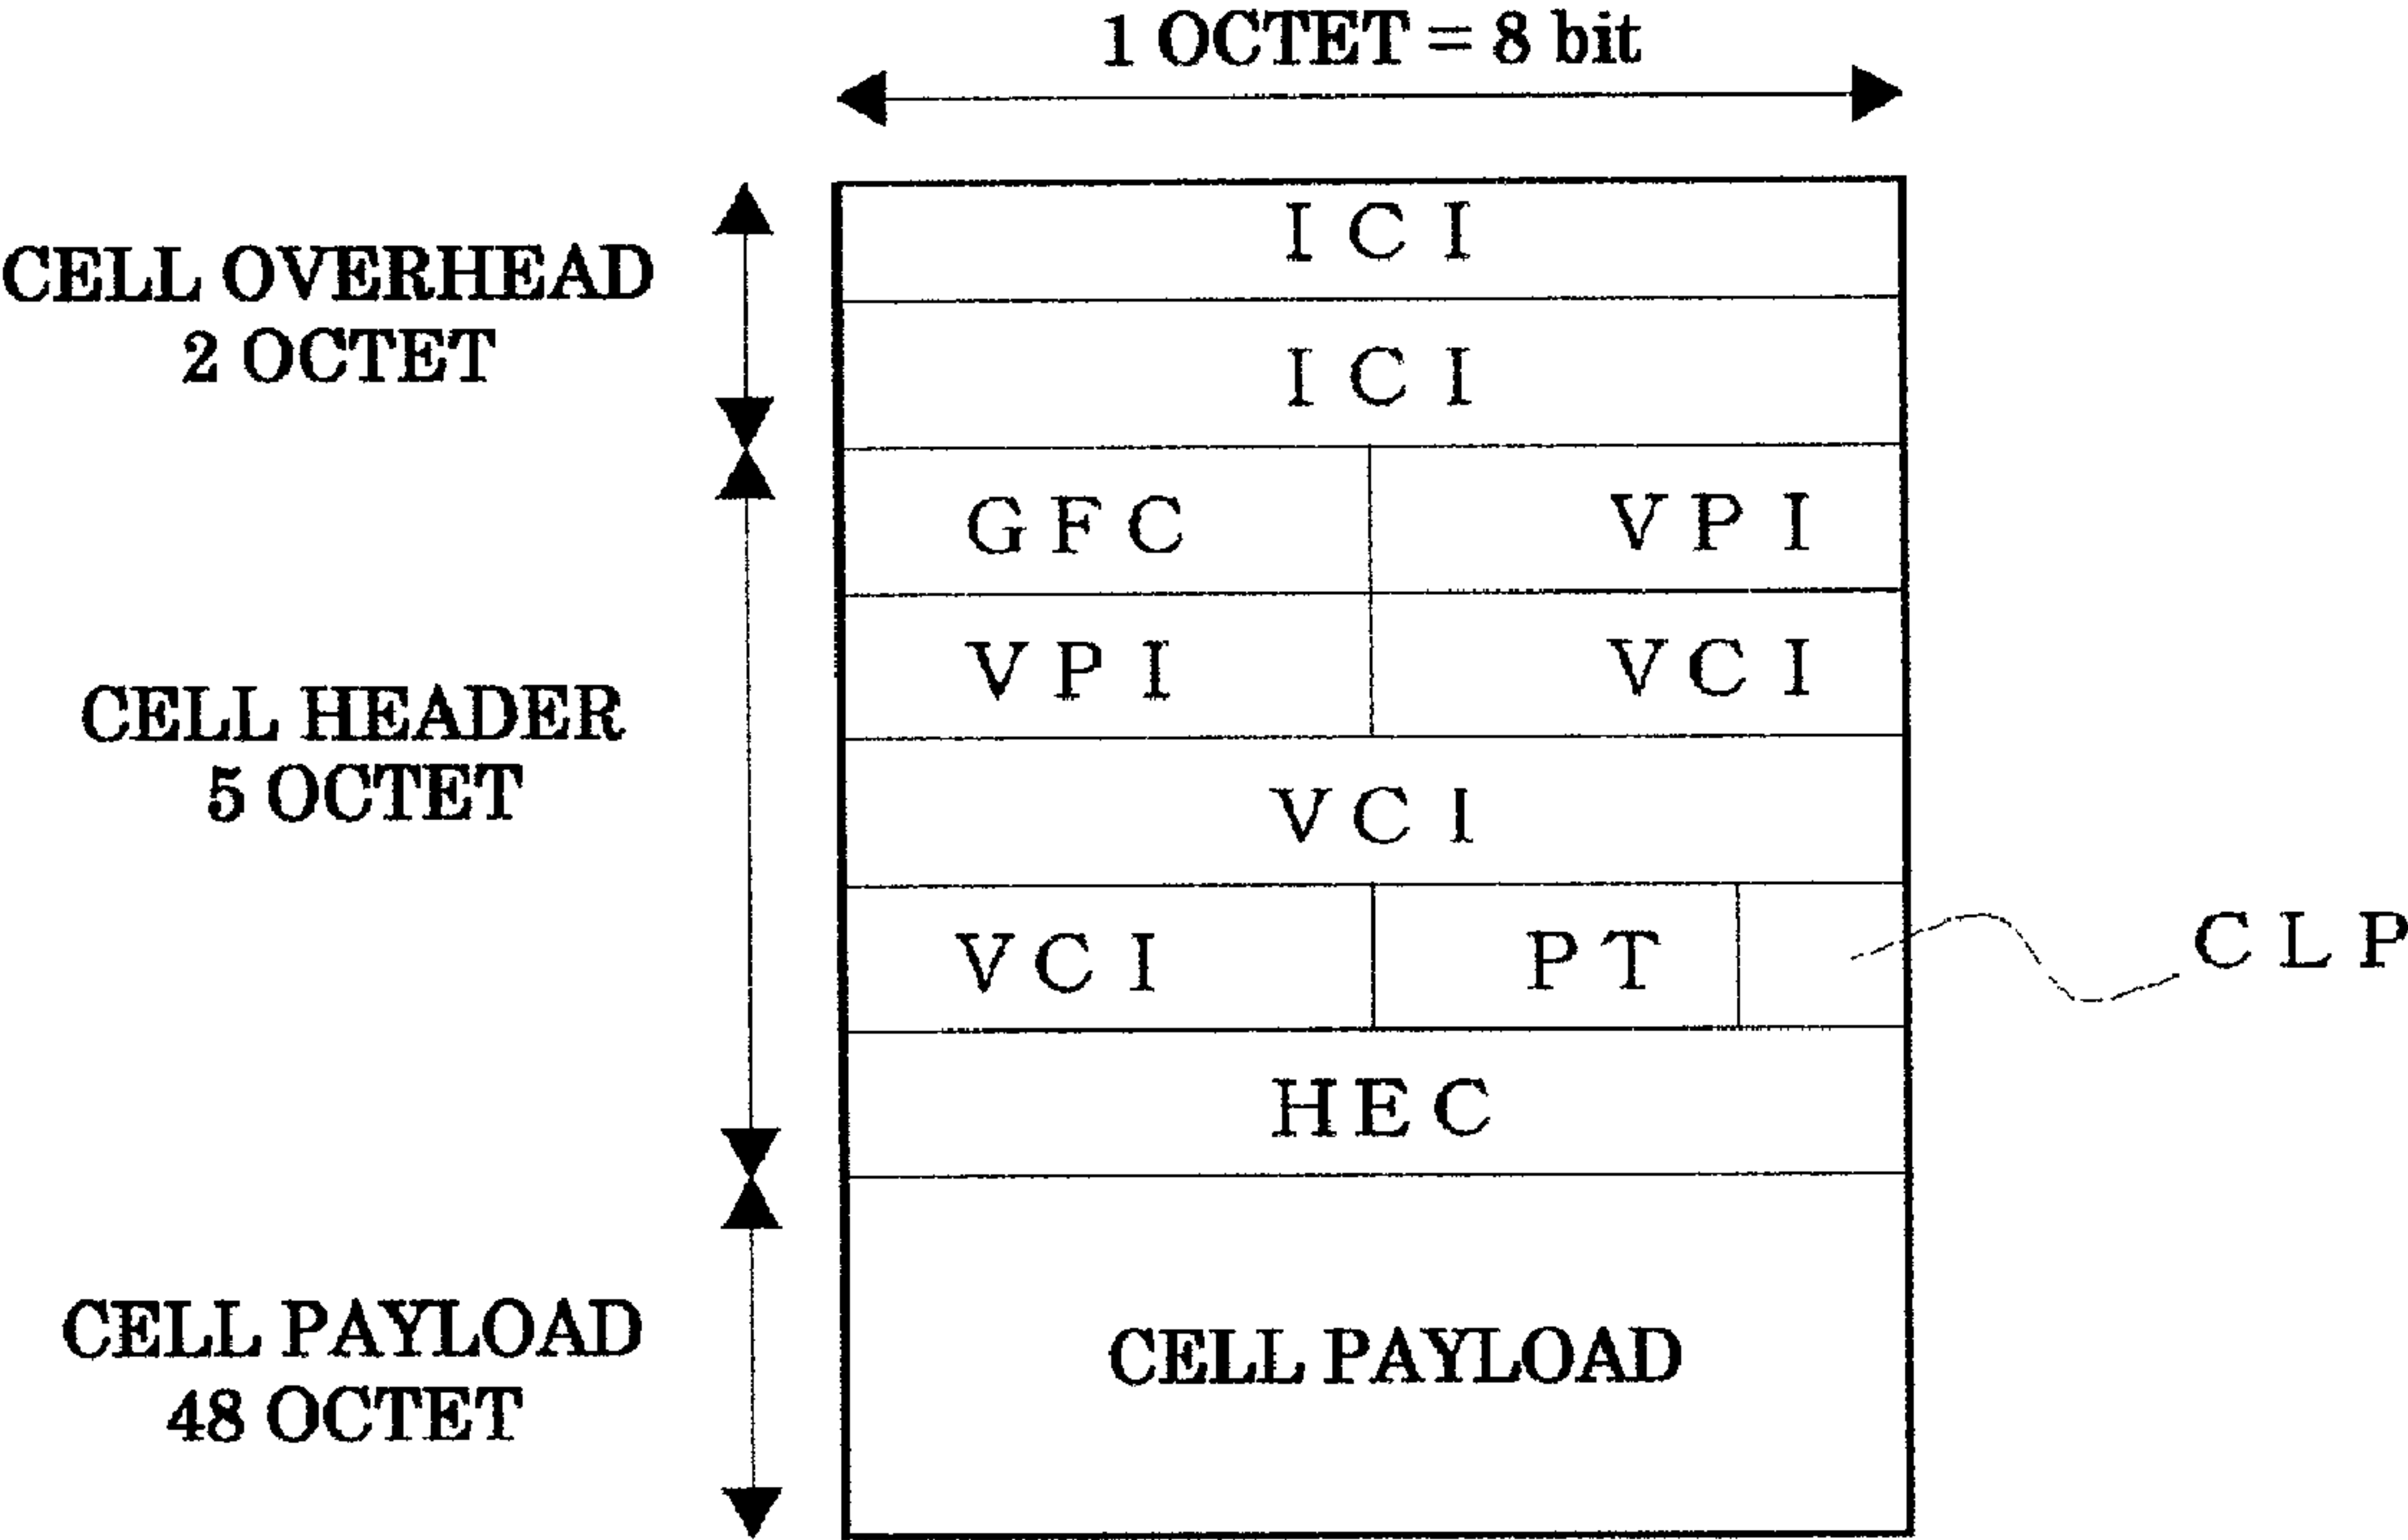 1 OCTET = 8 bit
CELL OVERHEAD
2 OCTET
I C I
I C I
CELL HEADER
5 OCTET
G F C
V P I
V P I
V C I
V C I
V C I
P T
C L P
H E C
CELL PAYLOAD
48 OCTET
CELL PAYLOAD